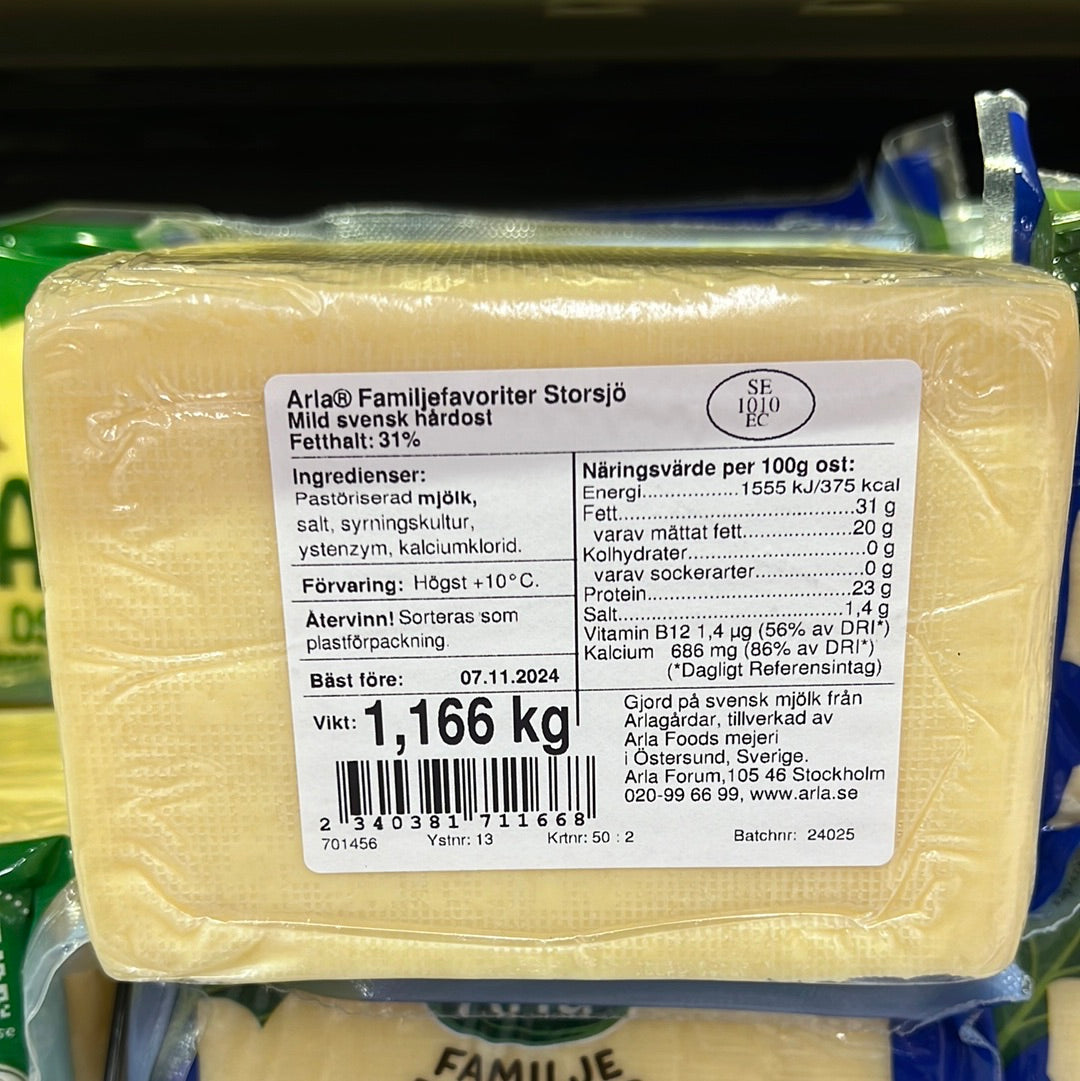 Arla® Familjefavoriter Storsjö
Mild svensk hårdost
Fetthalt: 31%
SE
1010
EC
Ingredienser:
Pastöriserad mjölk,
salt, syrningskultur,
ystenzym, kalciumklorid.
Förvaring: Högst +10°C.
Återvinn! Sorteras som
plastförpackning.
Bäst före: 07.11.2024
Vikt: 1,166 kg
2 340381 711668
701456 Ystnr: 13 Krtnr: 50 : 2 Batchnr: 24025
Näringsvärde per 100g ost:
Energi................1555 kJ/375 kcal
Fett.......................................31 g
varav mättat fett..................20 g
Kolhydrater.............................0 g
varav sockerarter..................0 g
Protein...................................23 g
Salt.......................................1,4 g
Vitamin B12 1,4 µg (56% av DRI*)
Kalcium 686 mg (86% av DRI*)
(*Dagligt Referensintag)
Gjord på svensk mjölk från
Arlagårdar, tillverkad av
Arla Foods mejeri
i Östersund, Sverige.
Arla Forum,105 46 Stockholm
020-99 66 99, www.arla.se
FAMILJE